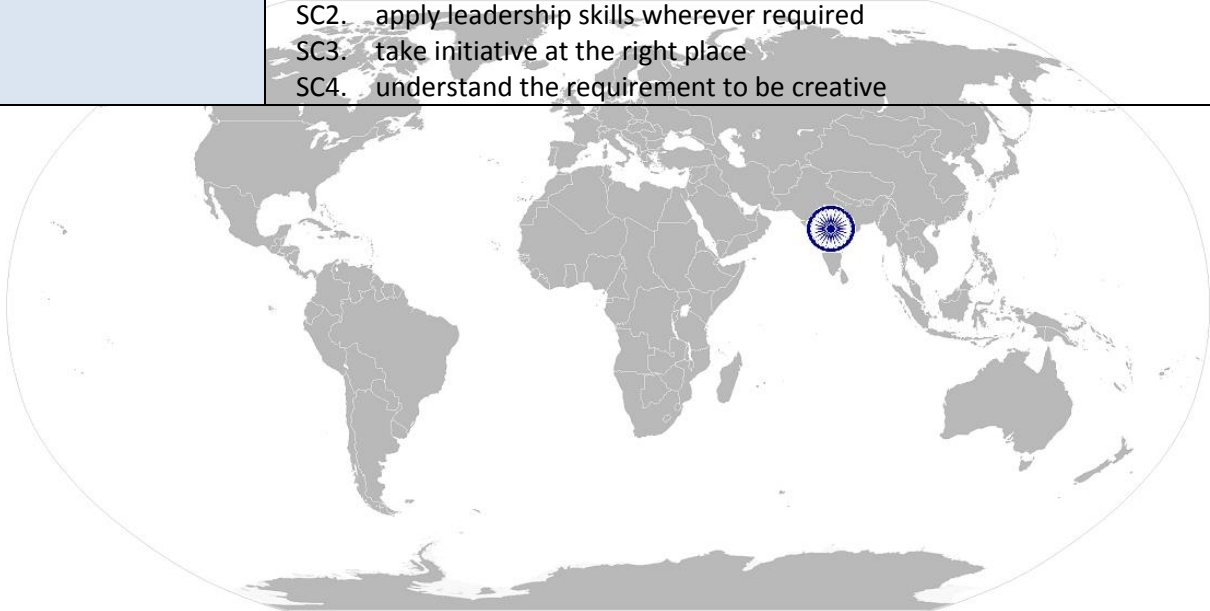 SC2. apply leadership skills wherever required
SC3. take initiative at the right place
SC4. understand the requirement to be creative